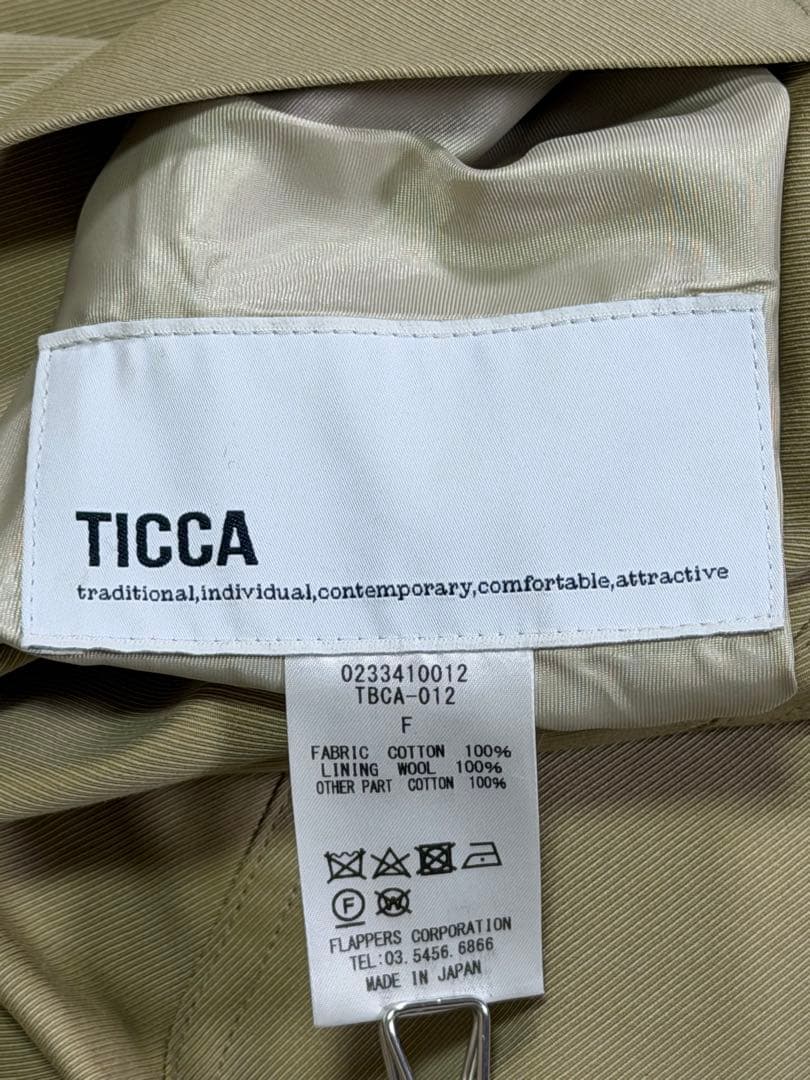 TICCA
traditional,individual,contemporary,comfortable,attractive
0233410012
TBCA-012
F
FABRIC COTTON 100%
LINING WOOL 100%
OTHER PART COTTON 100%
F
W
FLAPPERS CORPORATION
TEL:03.5456.6866
MADE IN JAPAN